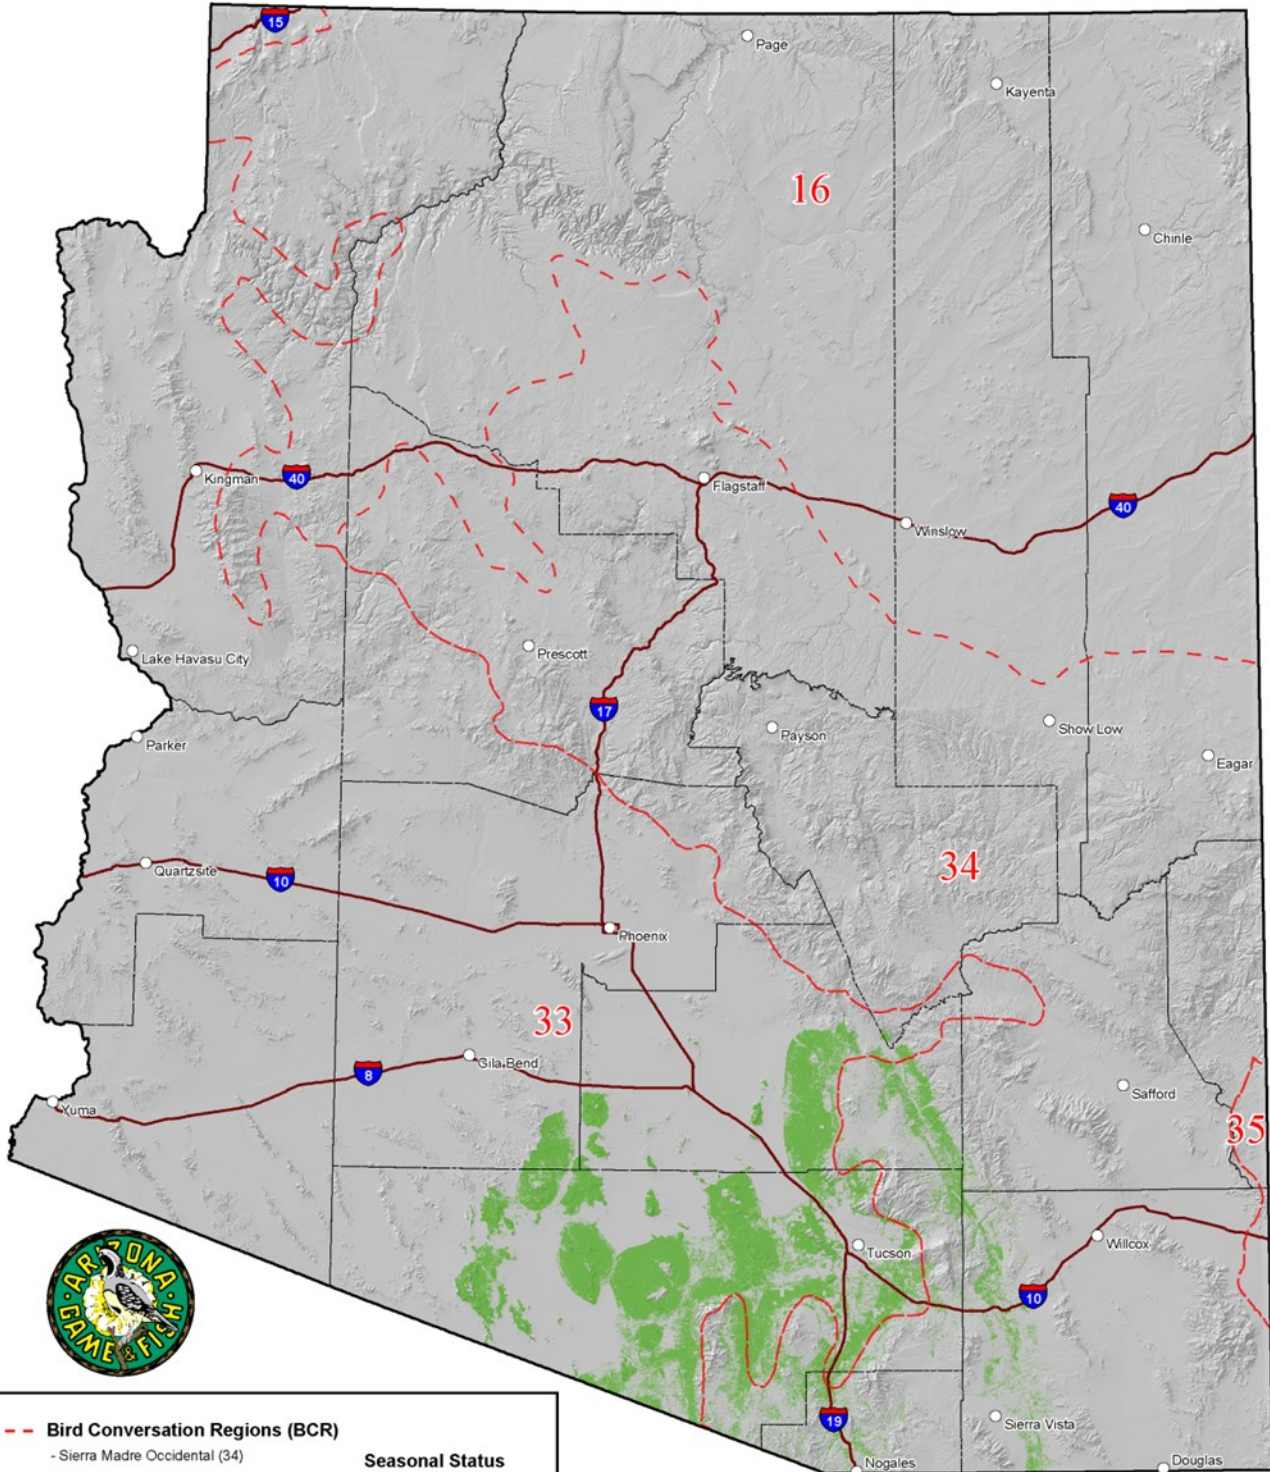 15
Page
Kayenta
16
Chinle
Kingman
40
Flagstaff
40
Winslow
Lake Havasu City
Prescott
17
Payson
Show Low
Parker
Eagar
Quartzsite
10
34
Phoenix
33
Gila Bend
8
Safford
Yuma
35
Tucson
Willcox
10
ARIZONA
GAME & FISH
19
Sierra Vista
Nogales
Douglas
Bird Conversation Regions (BCR)
- Sierra Madre Occidental (34)
Seasonal Status